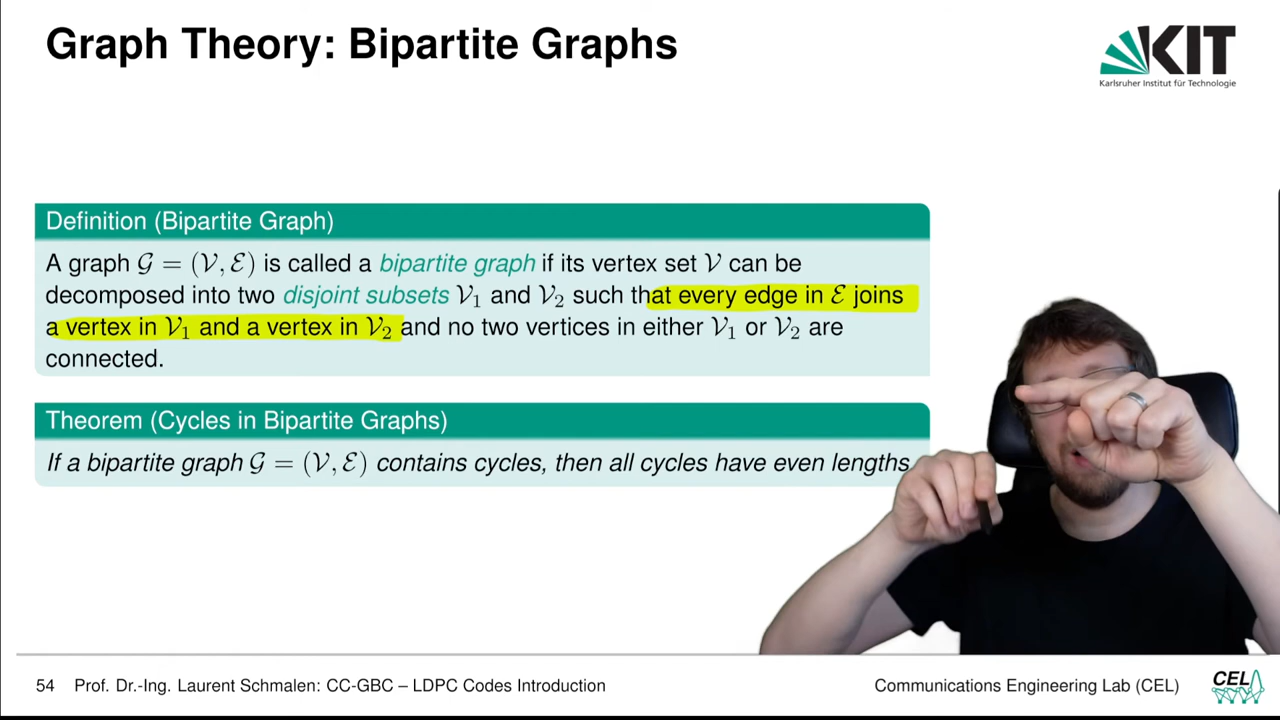 Graph Theory: Bipartite Graphs
KIT
Karlsruher Institut für Technologie
Definition (Bipartite Graph)
A graph 𝒢 = (𝒱, ℰ) is called a bipartite graph if its vertex set 𝒱 can be
decomposed into two disjoint subsets 𝒱₁ and 𝒱₂ such that every edge in ℰ joins
a vertex in 𝒱₁ and a vertex in 𝒱₂ and no two vertices in either 𝒱₁ or 𝒱₂ are
connected.
Theorem (Cycles in Bipartite Graphs)
If a bipartite graph 𝒢 = (𝒱, ℰ) contains cycles, then all cycles have even lengths
54 Prof. Dr.-Ing. Laurent Schmalen: CC-GBC – LDPC Codes Introduction
Communications Engineering Lab (CEL)
CEL